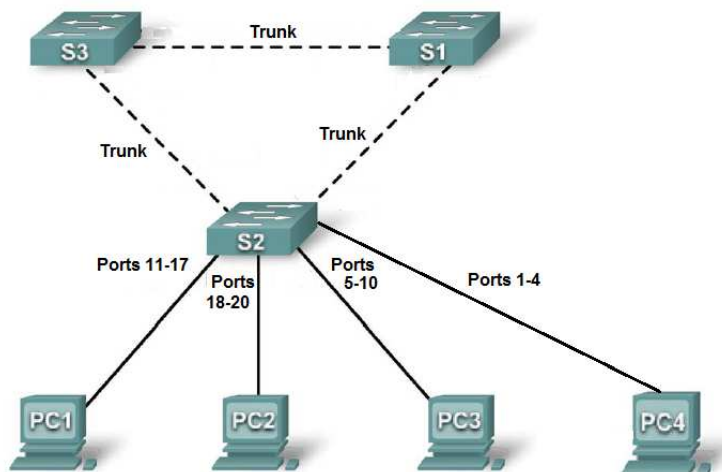 Trunk
S3
S1
Trunk
Trunk
S2
Ports 11-17
Ports
18-20
Ports
5-10
Ports 1-4
PC1
PC2
PC3
PC4